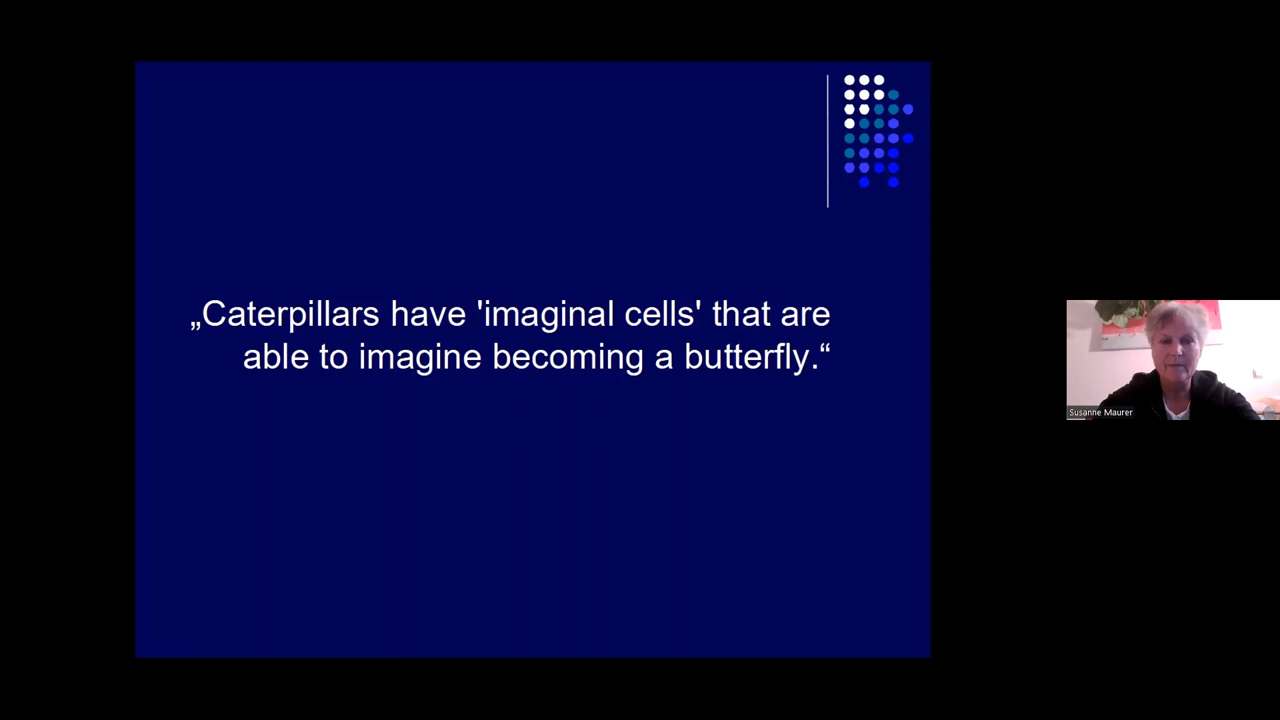 „Caterpillars have 'imaginal cells' that are
able to imagine becoming a butterfly.“
Susanne Maurer